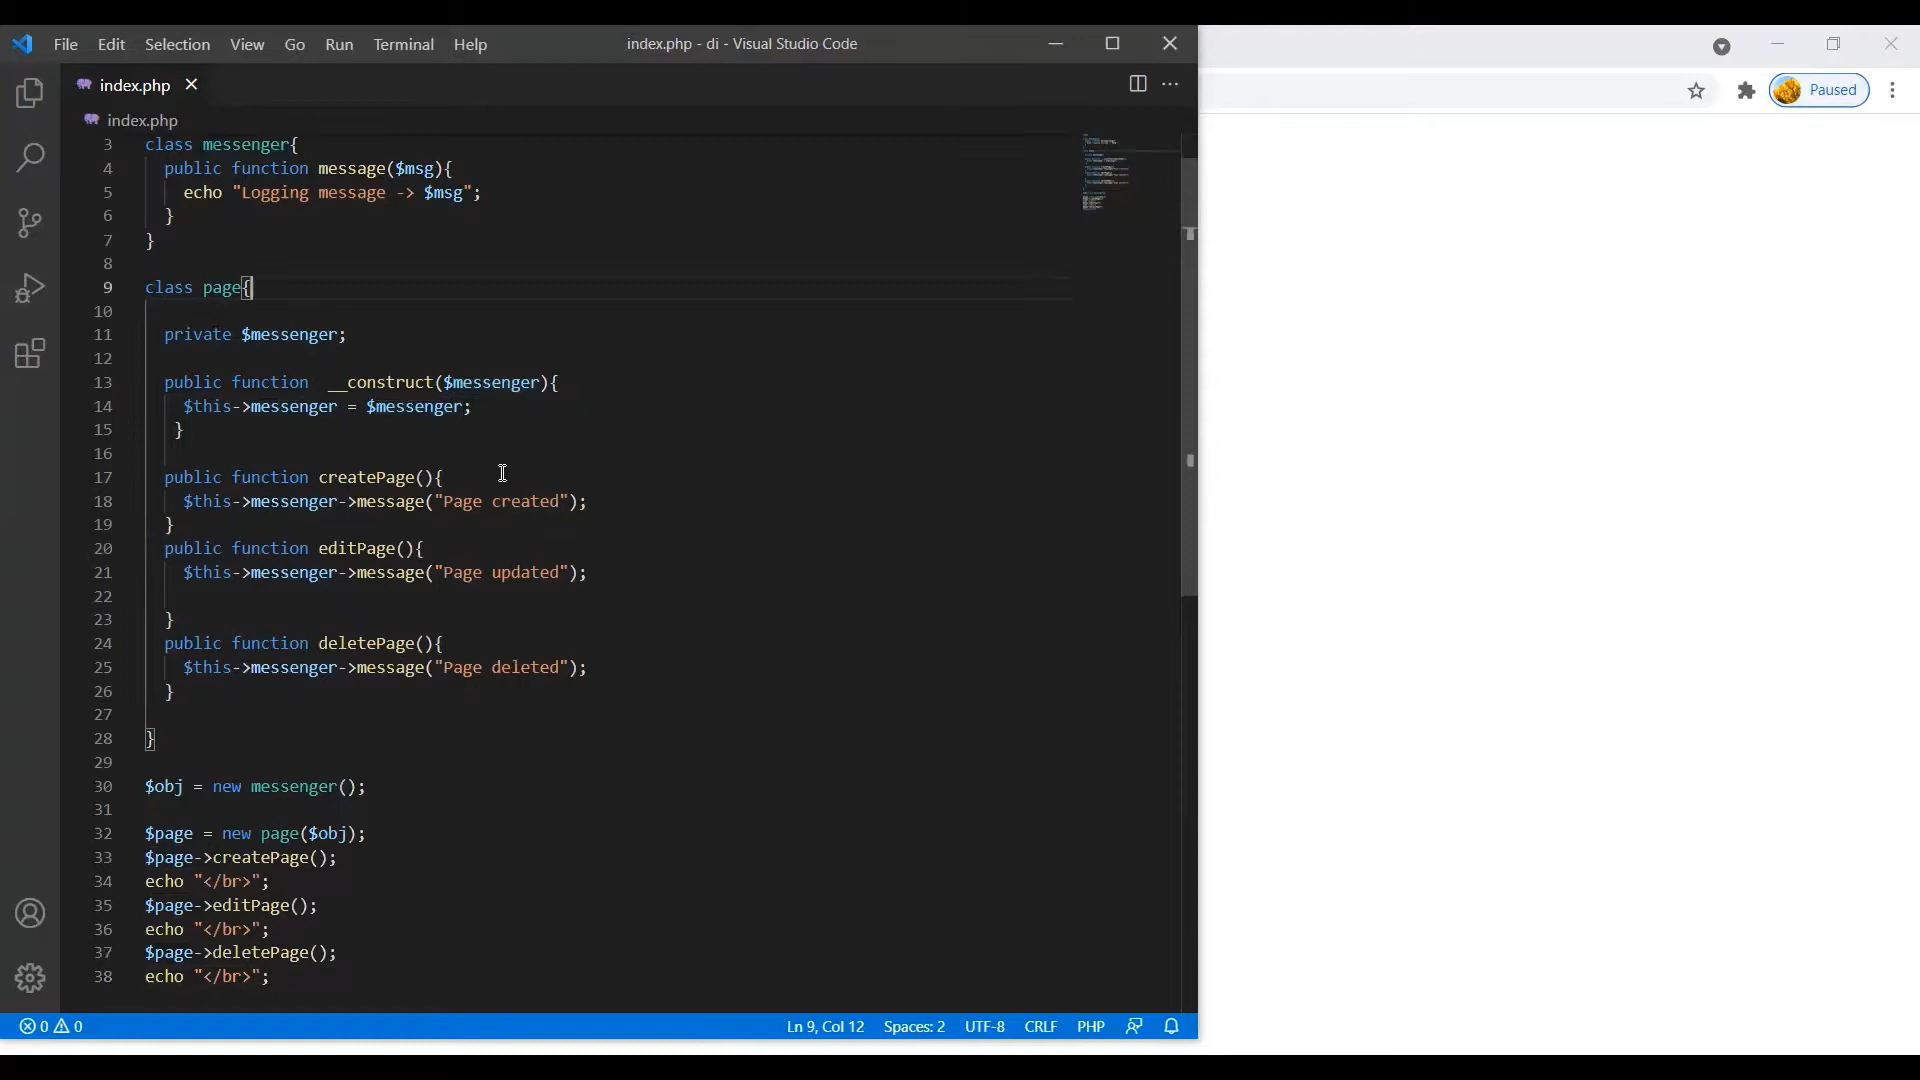 File Edit Selection View Go Run Terminal Help index.php - di - Visual Studio Code
index.php
Paused
index.php
3 class messenger{
4 public function message($msg){
5 echo "Logging message -> $msg";
6 }
7 }
8
9 class page{
10
11 private $messenger;
12
13 public function  __construct($messenger){
14 $this->messenger = $messenger;
15 }
16
17 public function createPage(){
18 $this->messenger->message("Page created");
19 }
20 public function editPage(){
21 $this->messenger->message("Page updated");
22
23 }
24 public function deletePage(){
25 $this->messenger->message("Page deleted");
26 }
27
28 }
29
30 $obj = new messenger();
31
32 $page = new page($obj);
33 $page->createPage();
34 echo "</br>";
35 $page->editPage();
36 echo "</br>";
37 $page->deletePage();
38 echo "</br>";
0 0 Ln 9, Col 12 Spaces: 2 UTF-8 CRLF PHP